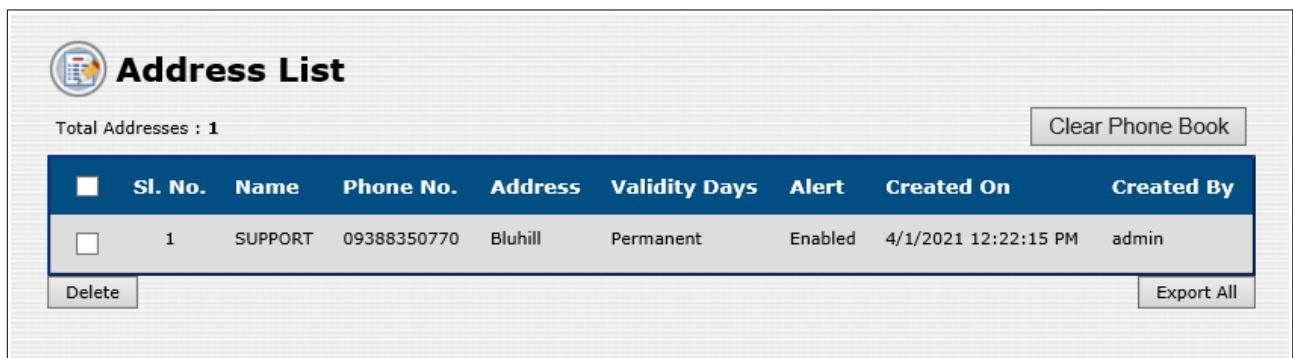 Address List
Total Addresses : 1
Clear Phone Book
Sl. No. Name Phone No. Address Validity Days Alert Created On Created By
1 SUPPORT 09388350770 Bluhill Permanent Enabled 4/1/2021 12:22:15 PM admin
Delete Export All